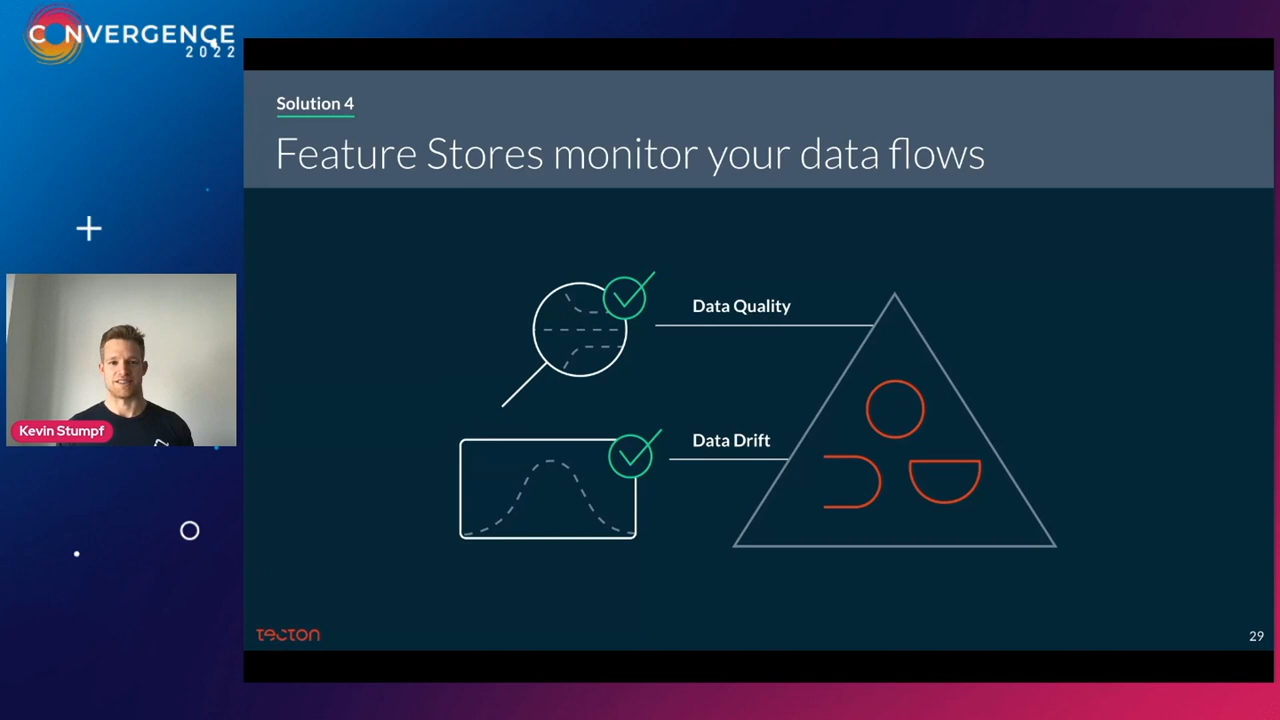 CONVERGENCE
2022
Solution 4
Feature Stores monitor your data flows
Data Quality
Data Drift
Kevin Stumpf
TECTON
29